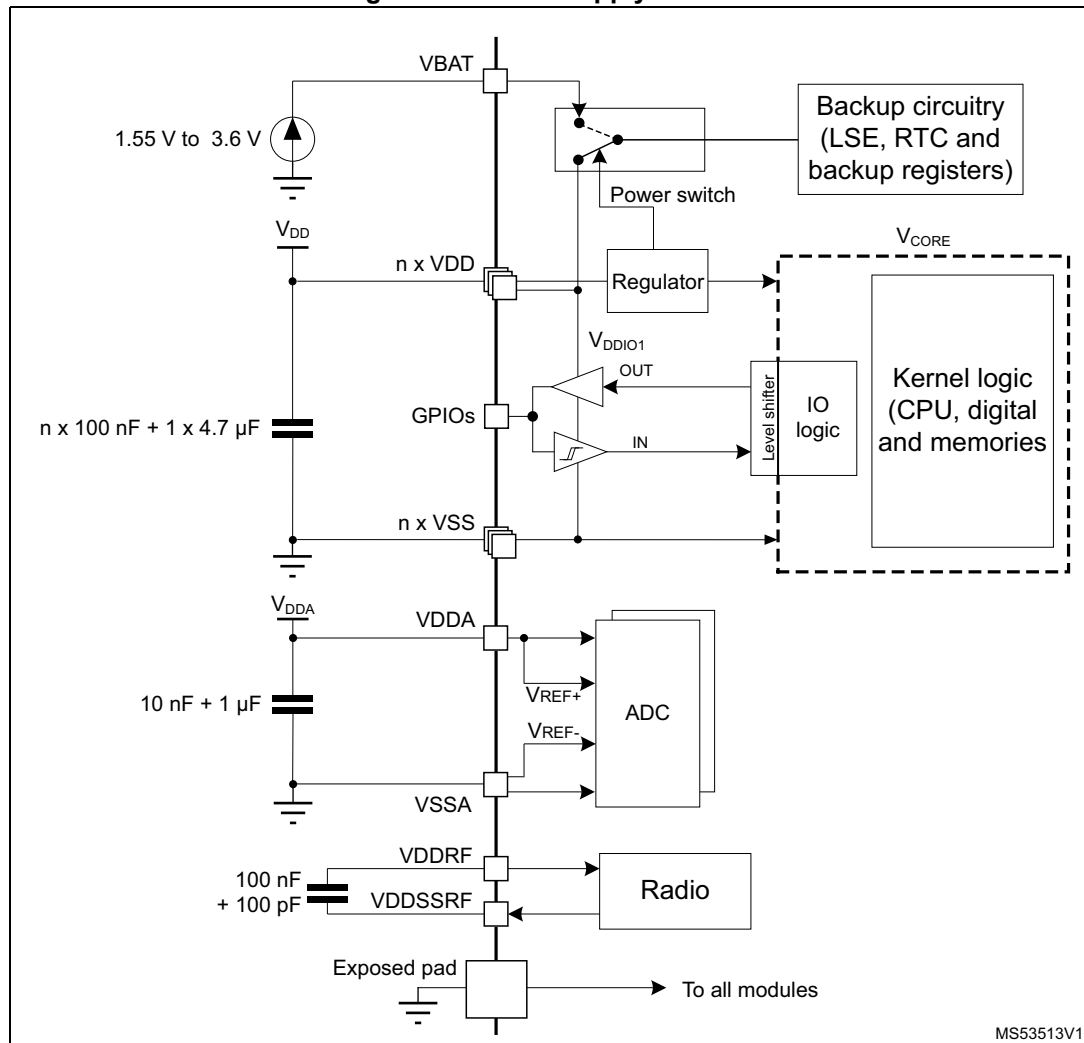 VBAT
1.55 V to 3.6 V
Backup circuitry
(LSE, RTC and
backup registers)
Power switch
VDD
VCORE
n x VDD
Regulator
VDDIO1
OUT
GPIOs
Level shifter
IO
logic
Kernel logic
(CPU, digital
and memories
n x 100 nF + 1 x 4.7 µF
IN
n x VSS
VDDA
VDDA
10 nF + 1 µF
VREF+
ADC
VREF-
VSSA
VDDRF
100 nF
+ 100 pF
VDDSSRF
Radio
Exposed pad
To all modules
MS53513V1